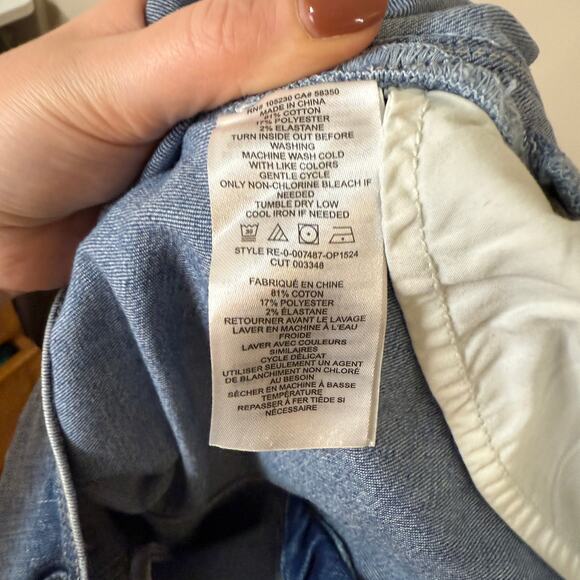 RN# 105230 CA# 58350
MADE IN CHINA
81% COTTON
17% POLYESTER
2% ELASTANE
TURN INSIDE OUT BEFORE
WASHING
MACHINE WASH COLD
WITH LIKE COLORS
GENTLE CYCLE
ONLY NON-CHLORINE BLEACH IF
NEEDED
TUMBLE DRY LOW
COOL IRON IF NEEDED
30
STYLE RE-0-007487-OP1524
CUT 003348
FABRIQUÉ EN CHINE
81% COTON
17% POLYESTER
2% ÉLASTANE
RETOURNER AVANT LE LAVAGE
LAVER EN MACHINE À L'EAU
FROIDE
LAVER AVEC COULEURS
SIMILAIRES
CYCLE DÉLICAT
UTILISER SEULEMENT UN AGENT
DE BLANCHIMENT NON CHLORÉ
AU BESOIN
SÉCHER EN MACHINE À BASSE
TEMPÉRATURE
REPASSER À FER TIÈDE SI
NÉCESSAIRE